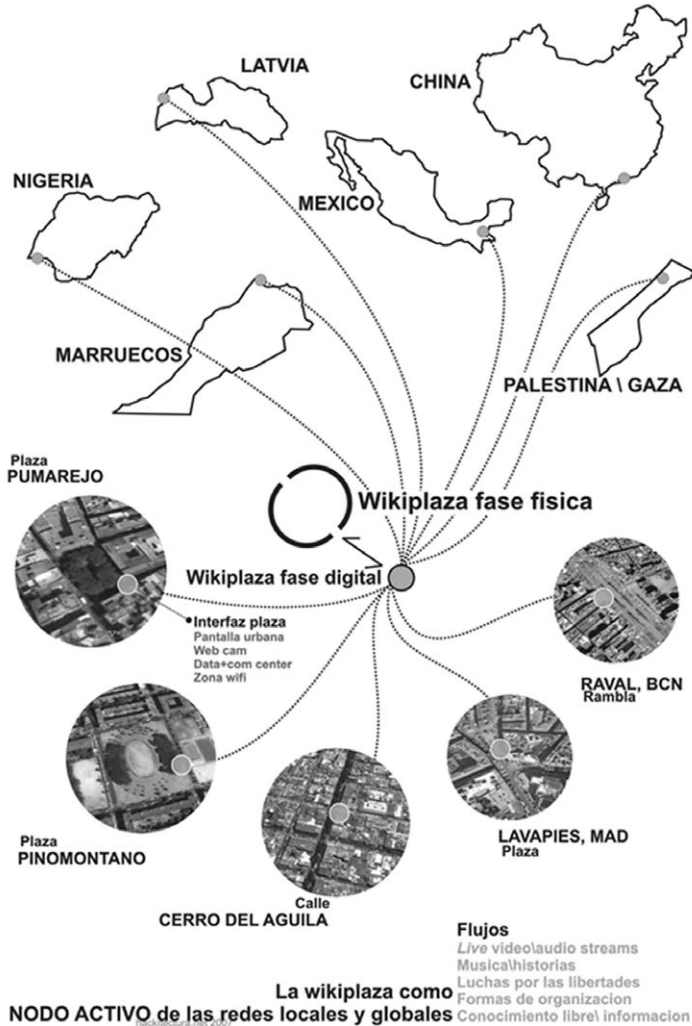 LATVIA
CHINA
NIGERIA
MEXICO
MARRUECOS
PALESTINA \ GAZA
Plaza
PUMAREJO
Wikiplaza fase fisica
Wikiplaza fase digital
Interfaz plaza
Pantalla urbana
Web cam
Data+com center
Zona wifi
RAVAL, BCN
Rambla
Plaza
PINOMONTANO
LAVAPIES, MAD
Plaza
Calle
CERRO DEL AGUILA
Flujos
Live video\audio streams
Musica\historias
Luchas por las libertades
Formas de organizacion
Conocimiento libre\ informacion
La wikiplaza como
NODO ACTIVO de las redes locales y globales
hackitectura.net 2007